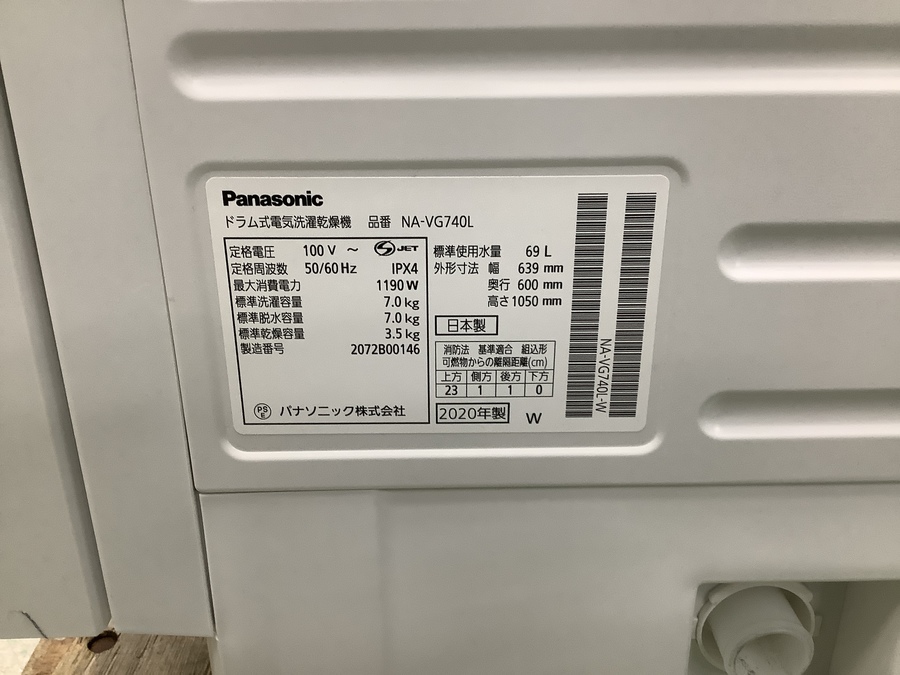 Panasonic
ドラム式電気洗濯乾燥機 品番 NA-VG740L
定格電圧 100 V ～ S JET
定格周波数 50/60 Hz IPX4
最大消費電力 1190 W
標準洗濯容量 7.0 kg
標準脱水容量 7.0 kg
標準乾燥容量 3.5 kg
製造番号 2072B00146
PS E パナソニック株式会社
標準使用水量 69 L
外形寸法 幅 639 mm
奥行 600 mm
高さ 1050 mm
日本製
消防法 基準適合 組込形
可燃物からの離隔距離(cm)
上方 側方 後方 下方
23 1 1 0
2020年製 W
NA-VG740L-W